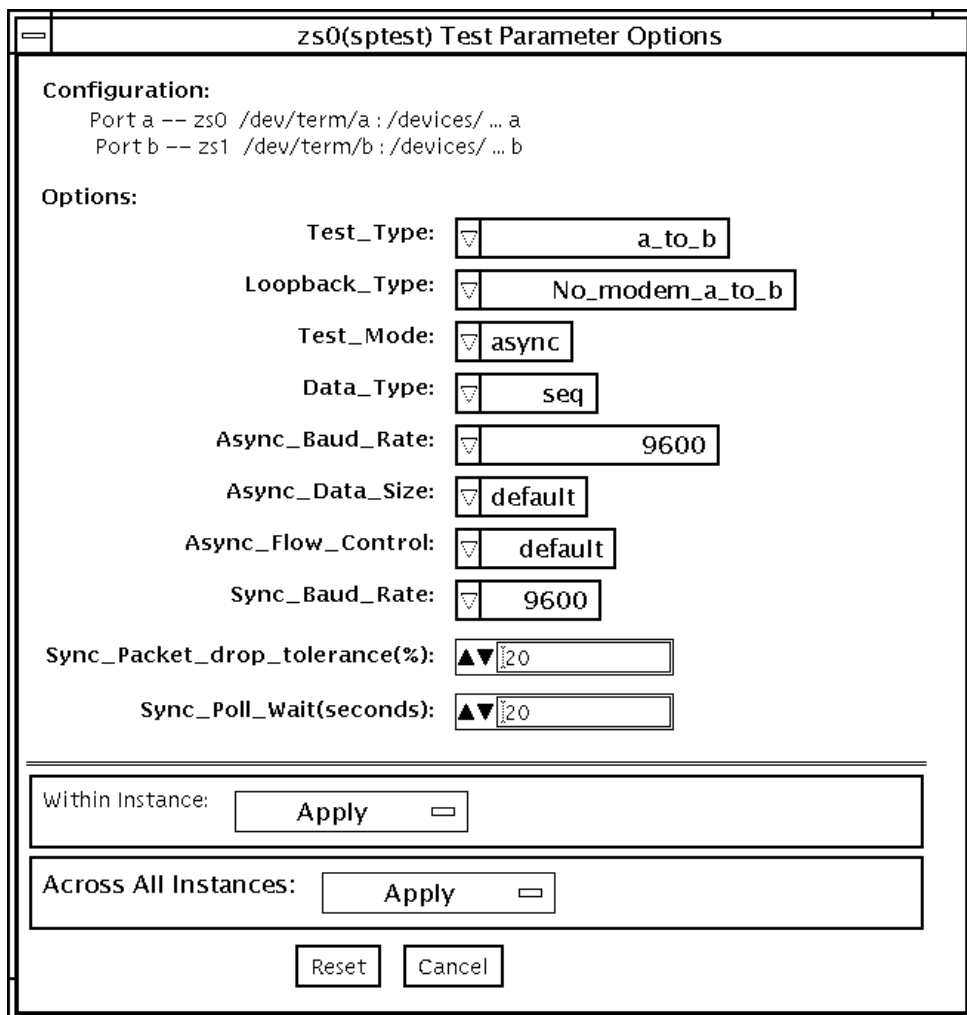 zs0(sptest) Test Parameter Options
Configuration:
Port a –– zs0 /dev/term/a : /devices/ ... a
Port b –– zs1 /dev/term/b : /devices/ ... b
Options:
Test_Type: a_to_b
Loopback_Type: No_modem_a_to_b
Test_Mode: async
Data_Type: seq
Async_Baud_Rate: 9600
Async_Data_Size: default
Async_Flow_Control: default
Sync_Baud_Rate: 9600
Sync_Packet_drop_tolerance(%): 20
Sync_Poll_Wait(seconds): 20
Within Instance: Apply
Across All Instances: Apply
Reset Cancel